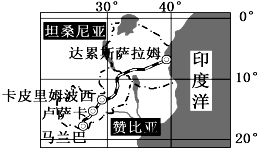 30° 40°
坦桑尼亚 0°
达累斯萨拉姆 印度洋
10°
卡皮里姆波西
卢萨卡
马兰巴 赞比亚
20°